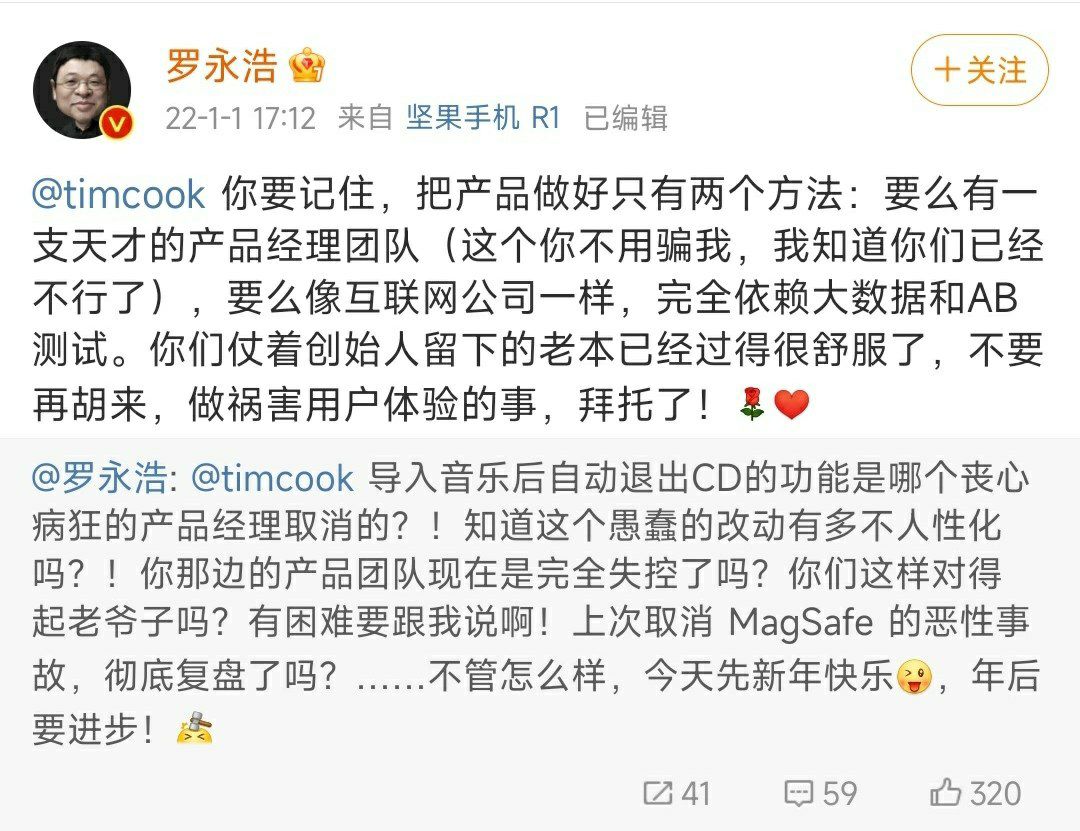 罗永浩
+关注
22-1-1 17:12 来自 坚果手机 R1 已编辑
@timcook 你要记住，把产品做好只有两个方法：要么有一
支天才的产品经理团队（这个你不用骗我，我知道你们已经
不行了），要么像互联网公司一样，完全依赖大数据和AB
测试。你们仗着创始人留下的老本已经过得很舒服了，不要
再胡来，做祸害用户体验的事，拜托了！🌹❤️
@罗永浩: @timcook 导入音乐后自动退出CD的功能是哪个丧心
病狂的产品经理取消的？！知道这个愚蠢的改动有多不人性化
吗？！你那边的产品团队现在是完全失控了吗？你们这样对得
起老爷子吗？有困难要跟我说啊！上次取消 MagSafe 的恶性事
故，彻底复盘了吗？……不管怎么样，今天先新年快乐😜，年后
要进步！
41 59 320